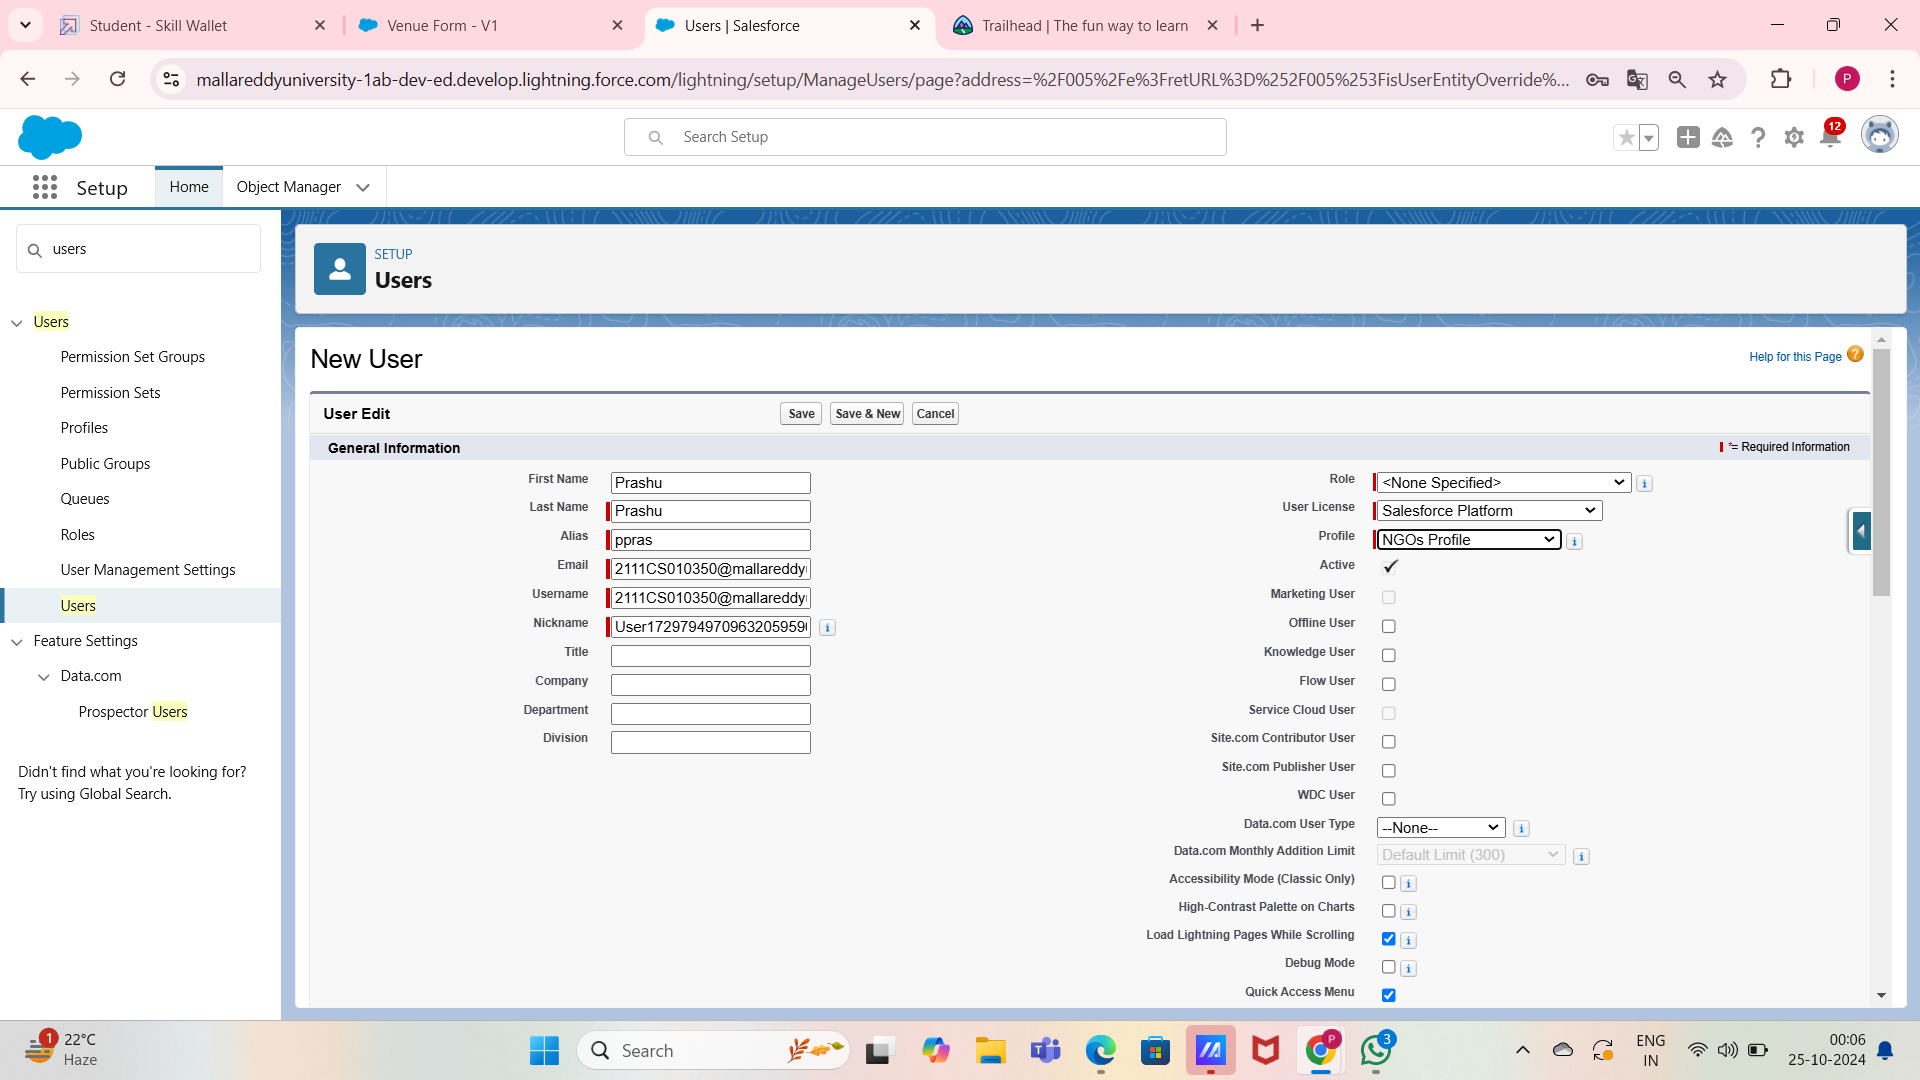 Student - Skill Wallet
Venue Form - V1
Users | Salesforce
Trailhead | The fun way to learn
mallareddyuniversity-1ab-dev-ed.develop.lightning.force.com/lightning/setup/ManageUsers/page?address=%2F005%2Fe%3FretURL%3D%252F005%253FisUserEntityOverride%...
P
Search Setup
12
Setup
Home
Object Manager
users
Users
Permission Set Groups
Permission Sets
Profiles
Public Groups
Queues
Roles
User Management Settings
Users
Feature Settings
Data.com
Prospector Users
Didn't find what you're looking for?
Try using Global Search.
SETUP
Users
New User
Help for this Page ?
User Edit
Save
Save & New
Cancel
General Information
*= Required Information
First Name Prashu
Last Name Prashu
Alias ppras
Email 2111CS010350@mallareddy
Username 2111CS010350@mallareddy
Nickname User1729794970963205959
Title
Company
Department
Division
Role <None Specified>
User License Salesforce Platform
Profile NGOs Profile
Active
Marketing User
Offline User
Knowledge User
Flow User
Service Cloud User
Site.com Contributor User
Site.com Publisher User
WDC User
Data.com User Type --None--
Data.com Monthly Addition Limit Default Limit (300)
Accessibility Mode (Classic Only)
High-Contrast Palette on Charts
Load Lightning Pages While Scrolling
Debug Mode
Quick Access Menu
1
22°C
Haze
Search
P
3
ENG
IN
00:06
25-10-2024